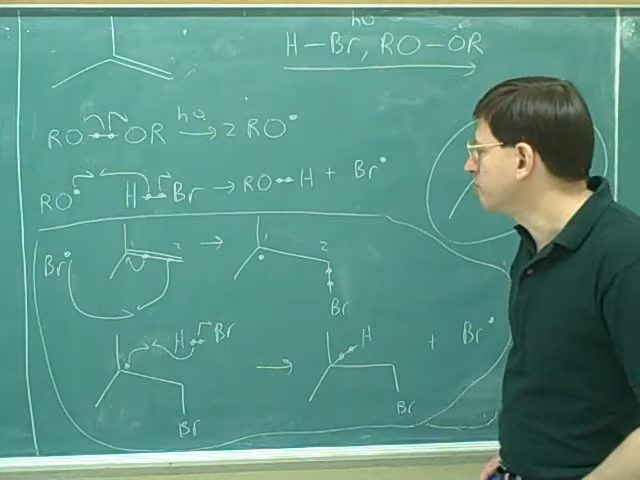 hν
H—Br, RO—OR
RO OR hν → 2 RO•
RO• H Br → RO H + Br•
Br• 1 2 → 1 2
Br
H Br → H + Br•
Br Br